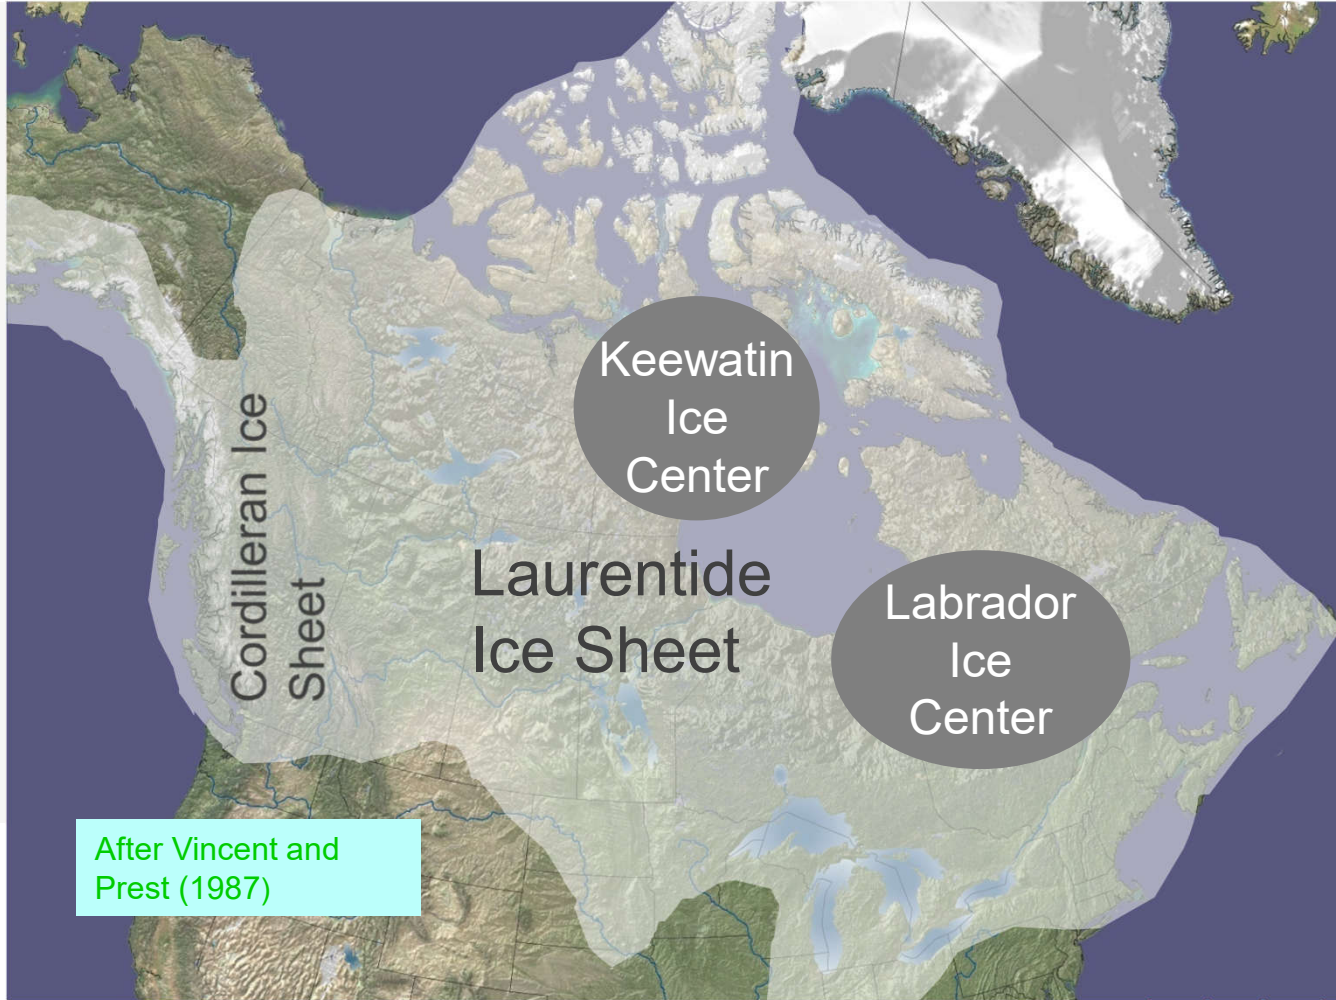 Keewatin
Ice
Center
Cordilleran Ice
Sheet
Laurentide
Ice Sheet
Labrador
Ice
Center
After Vincent and
Prest (1987)